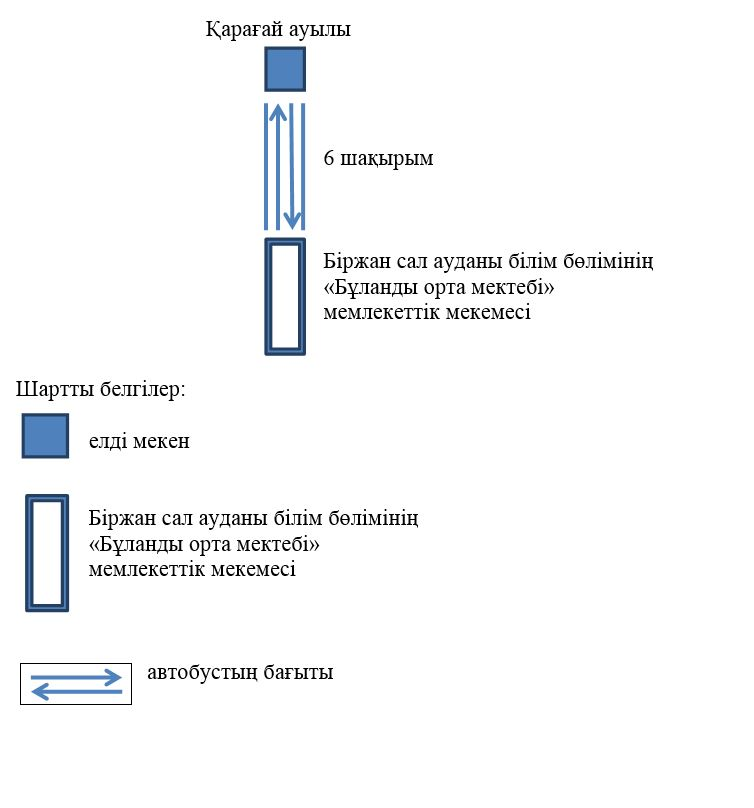 Қарағай ауылы
6 шақырым
Біржан сал ауданы білім бөлімінің
«Бұланды орта мектебі»
мемлекеттік мекемесі
Шартты белгілер:
елді мекен
Біржан сал ауданы білім бөлімінің
«Бұланды орта мектебі»
мемлекеттік мекемесі
автобустың бағыты